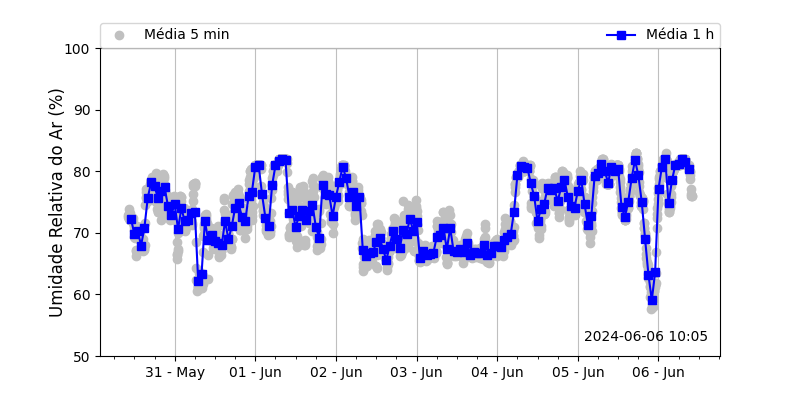 Média 5 min
Média 1 h
Umidade Relativa do Ar (%)
100
90
80
70
60
50
2024-06-06 10:05
31 - May
01 - Jun
02 - Jun
03 - Jun
04 - Jun
05 - Jun
06 - Jun